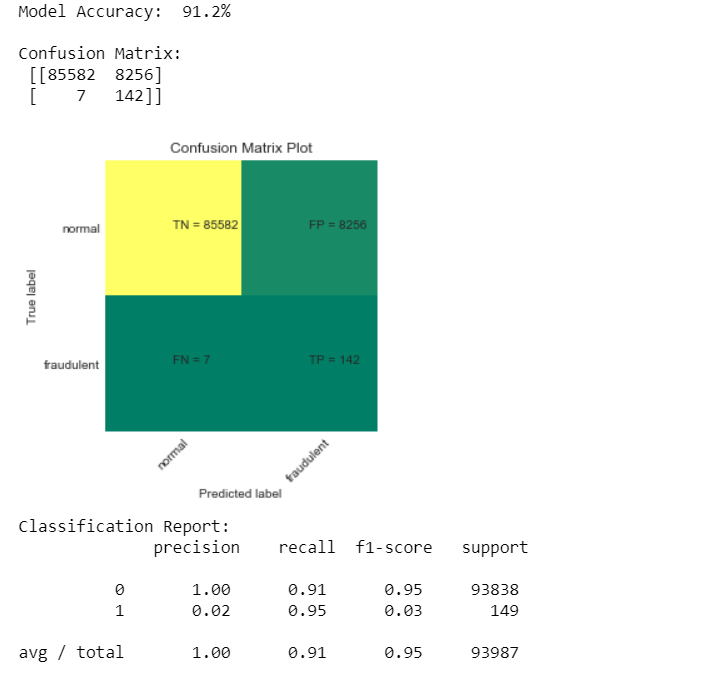 Model Accuracy: 91.2%
Confusion Matrix:
[[85582 8256]
[ 7 142]]
Confusion Matrix Plot
normal
TN = 85582
FP = 8256
True label
fraudulent
FN = 7
TP = 142
normal
fraudulent
Predicted label
Classification Report:
precision recall f1-score support
0 1.00 0.91 0.95 93838
1 0.02 0.95 0.03 149
avg / total 1.00 0.91 0.95 93987